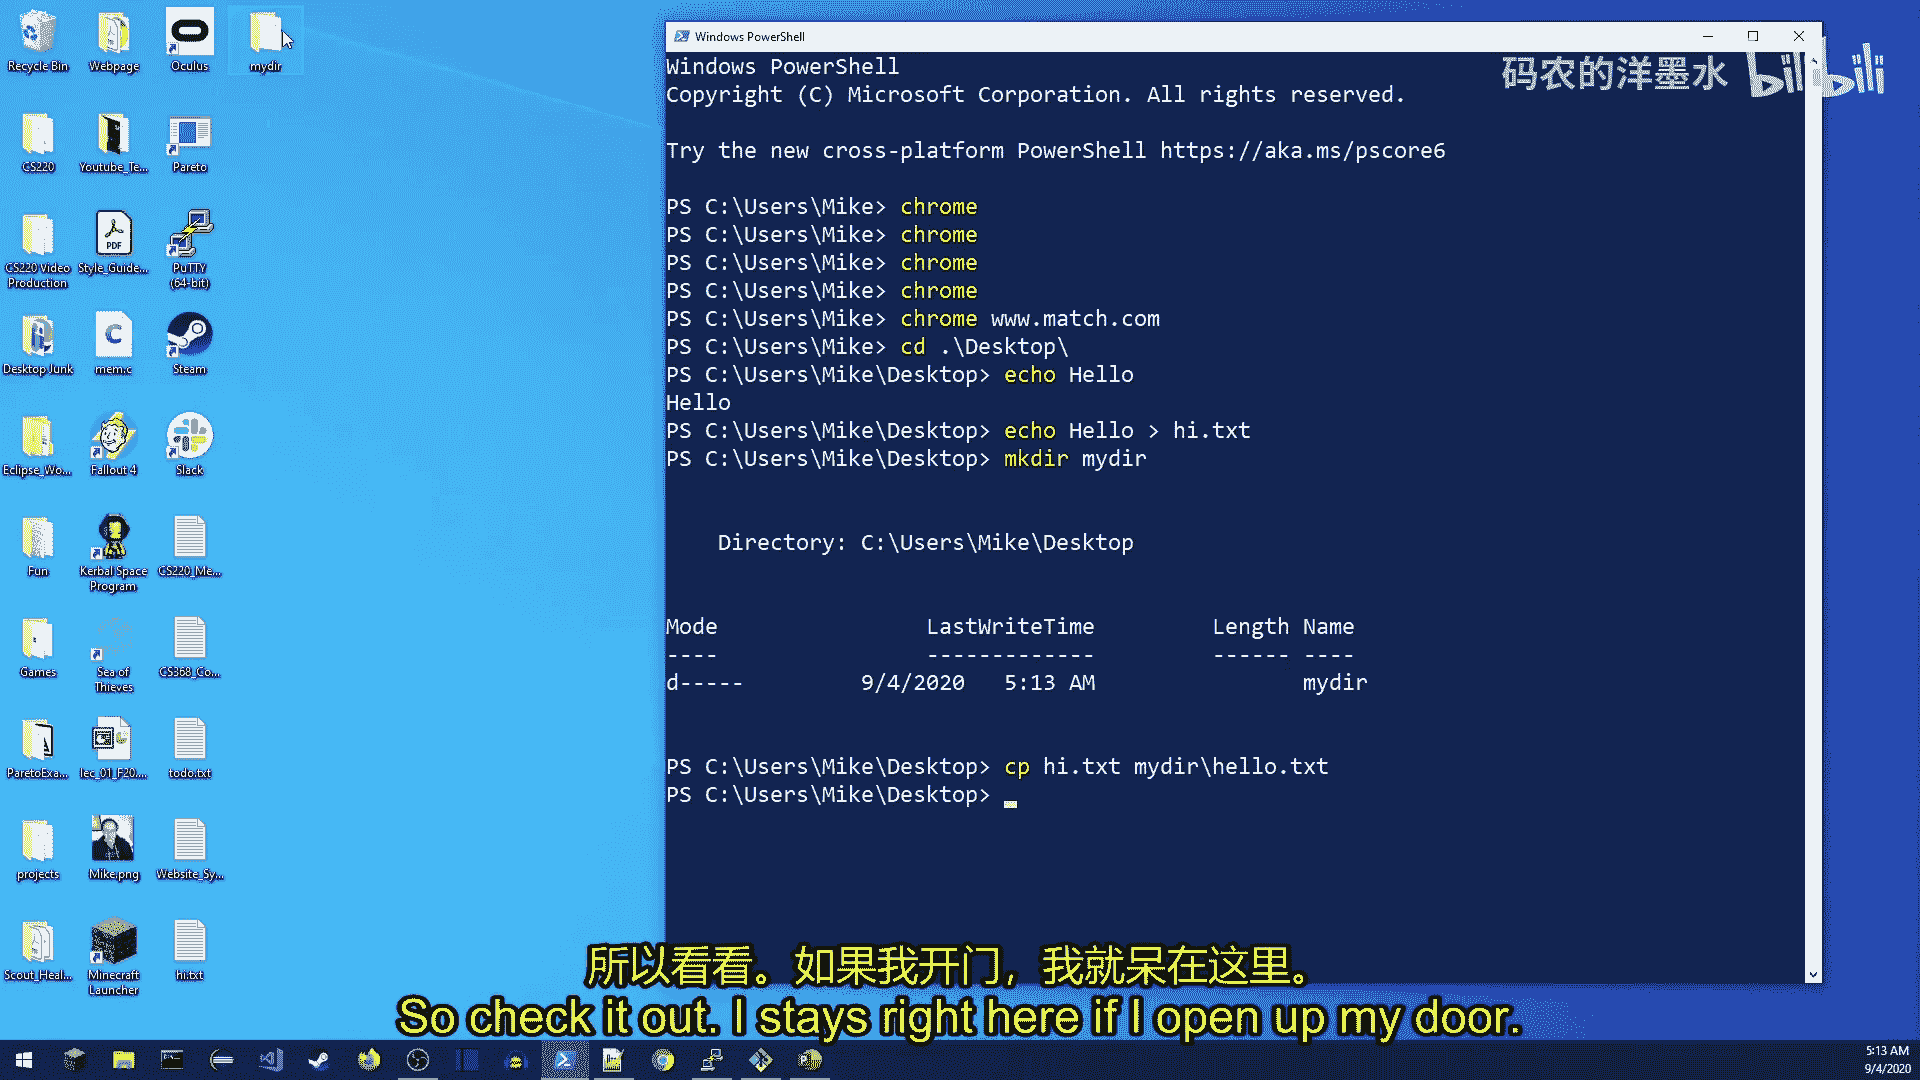 Recycle Bin
Webpage
Oculus
mydir
CS220
Youtube_Te...
Pareto
CS220 Video
Production
Style_Guide...
PDF
PuTTY
(64-bit)
Desktop Junk
mem.c
C
Steam
Eclipse_Wo...
Fallout 4
Slack
Fun
Kerbal Space
Program
CS220_Me...
Games
Sea of
Thieves
CS368_Co...
ParetoExa...
lec_01_F20....
todo.txt
projects
Mike.png
Website_Sy...
Scout_Heal...
Minecraft
Launcher
hi.txt
Windows PowerShell
码农的洋墨水 bilibili
Windows PowerShell
Copyright (C) Microsoft Corporation. All rights reserved.
Try the new cross-platform PowerShell https://aka.ms/pscore6
PS C:\Users\Mike> chrome
PS C:\Users\Mike> chrome
PS C:\Users\Mike> chrome
PS C:\Users\Mike> chrome
PS C:\Users\Mike> chrome www.match.com
PS C:\Users\Mike> cd .\Desktop\
PS C:\Users\Mike\Desktop> echo Hello
Hello
PS C:\Users\Mike\Desktop> echo Hello > hi.txt
PS C:\Users\Mike\Desktop> mkdir mydir
Directory: C:\Users\Mike\Desktop
Mode LastWriteTime Length Name
---- ------------- ------ ----
d----- 9/4/2020 5:13 AM mydir
PS C:\Users\Mike\Desktop> cp hi.txt mydir\hello.txt
PS C:\Users\Mike\Desktop>
所以看看。如果我开门，我就呆在这里。
So check it out. I stays right here if I open up my door.
5:13 AM
9/4/2020